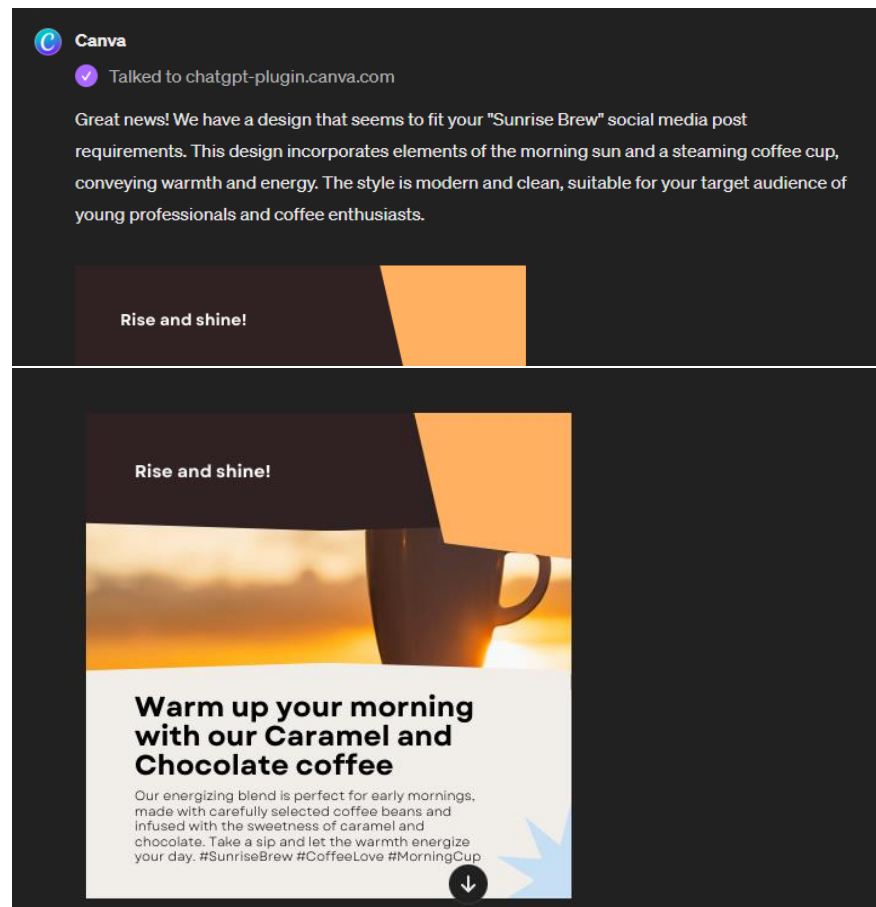 Canva
Talked to chatgpt-plugin.canva.com
Great news! We have a design that seems to fit your "Sunrise Brew" social media post
requirements. This design incorporates elements of the morning sun and a steaming coffee cup,
conveying warmth and energy. The style is modern and clean, suitable for your target audience of
young professionals and coffee enthusiasts.
Rise and shine!
Rise and shine!
Warm up your morning
with our Caramel and
Chocolate coffee
Our energizing blend is perfect for early mornings,
made with carefully selected coffee beans and
infused with the sweetness of caramel and
chocolate. Take a sip and let the warmth energize
your day. #SunriseBrew #CoffeeLove #MorningCup